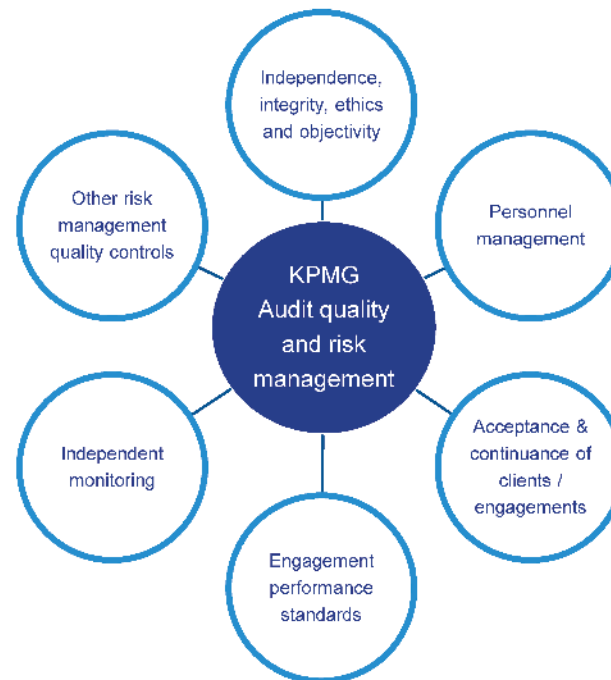 Independence,
integrity, ethics
and objectivity
Other risk
management
quality controls
Personnel
management
KPMG
Audit quality
and risk
management
Independent
monitoring
Acceptance &
continuance of
clients /
engagements
Engagement
performance
standards